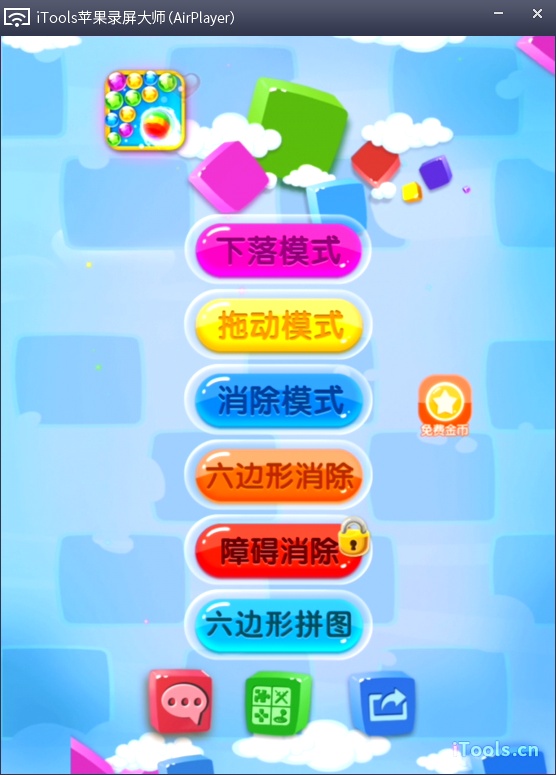 iTools苹果录屏大师(AirPlayer)
下落模式
拖动模式
消除模式
免费金币
六边形消除
障碍消除
六边形拼图
iTools.cn